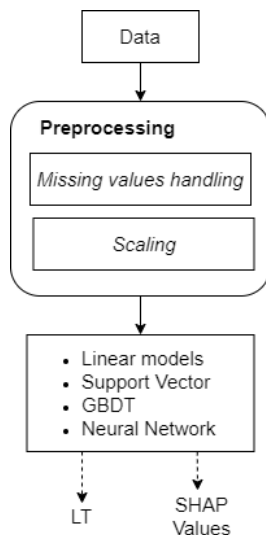 Data
Preprocessing
Missing values handling
Scaling
• Linear models
• Support Vector
• GBDT
• Neural Network
LT
SHAP
Values